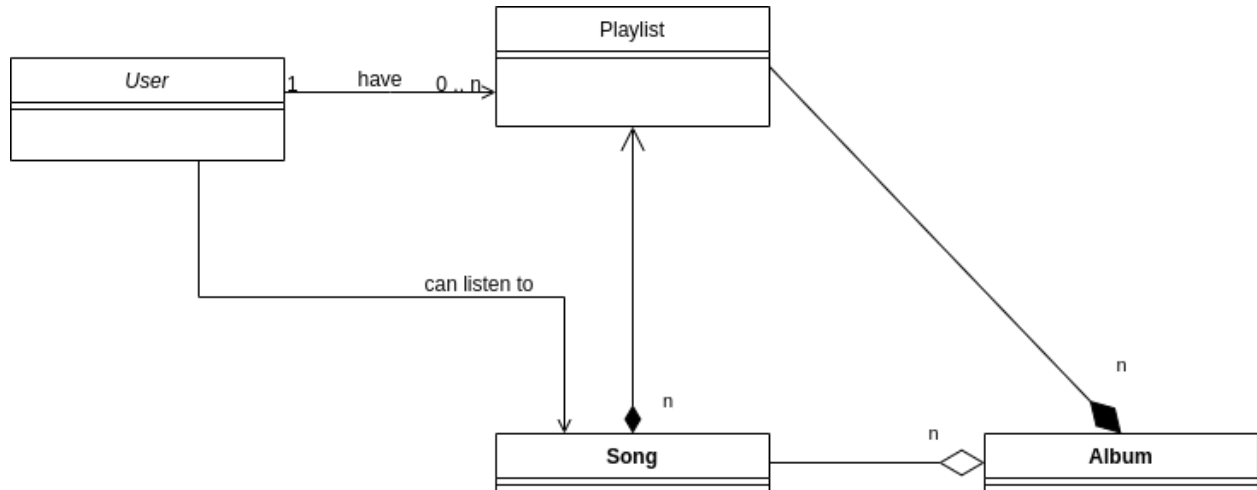 Playlist
User
1
have
0 .. n
can listen to
n
n
n
Song
Album